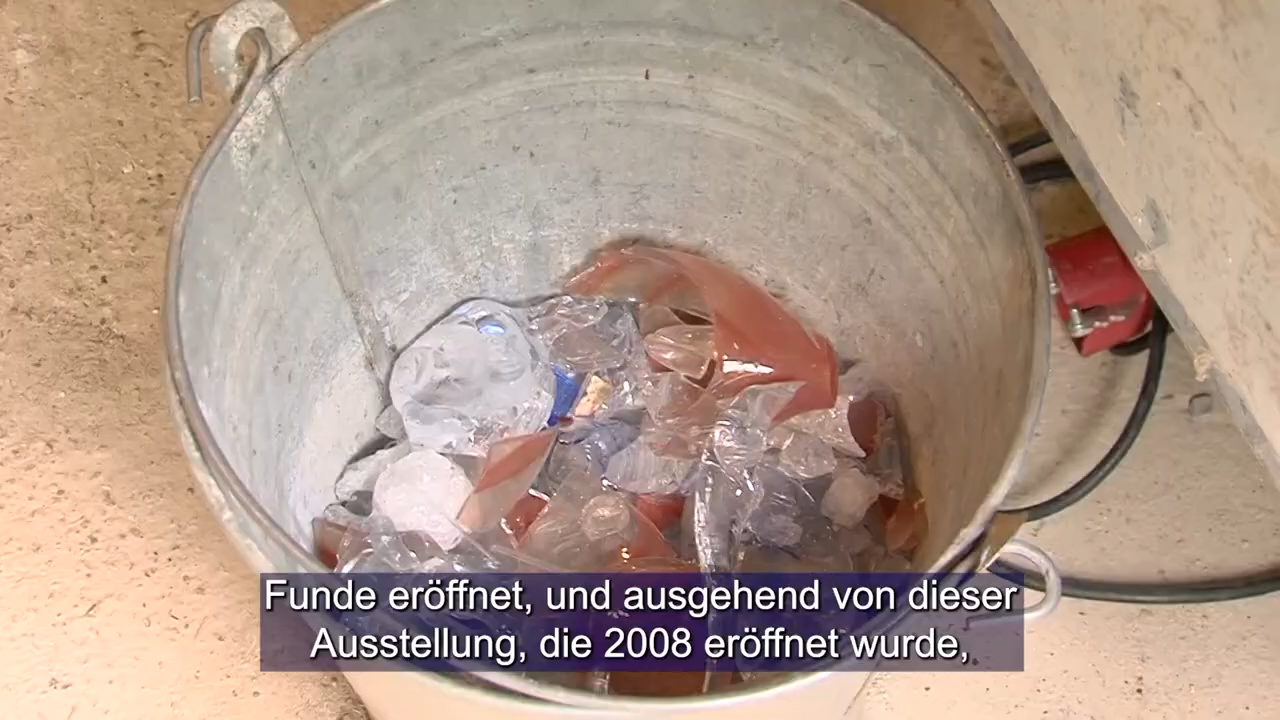 Funde eröffnet, und ausgehend von dieser
Ausstellung, die 2008 eröffnet wurde,